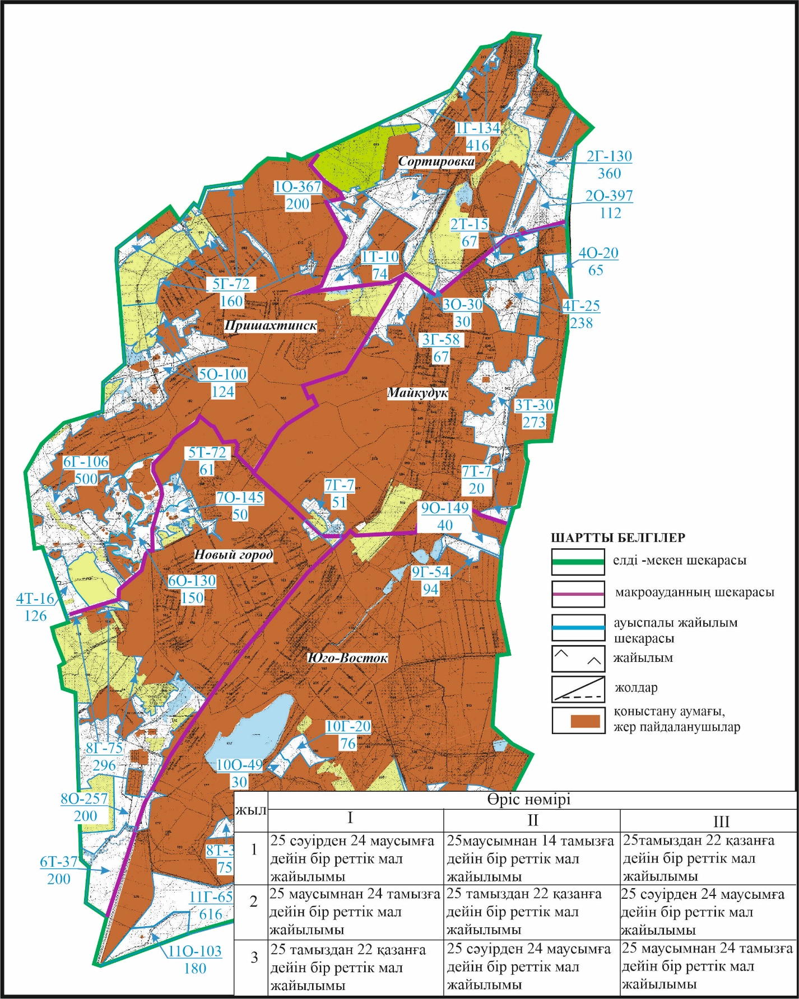 1Г-134
416
Сортировка
2Г-130
360
1О-367
200
2О-397
112
2Т-15
67
1Т-10
74
4О-20
65
5Г-72
160
3О-30
30
4Г-25
238
Пришахтинск
3Г-58
67
5О-100
124
Майкудук
3Т-30
273
5Т-72
61
6Г-106
500
7Т-7
20
7Г-7
51
7О-145
50
9О-149
40
Новый город
9Г-54
94
6О-130
150
4Т-16
126
Юго-Восток
10Г-20
76
8Г-75
296
10О-49
30
8О-257
200
8Т-3
75
6Т-37
200
11Г-65
616
11О-103
180
ШАРТТЫ БЕЛГІЛЕР
елді -мекен шекарасы
макроауданның шекарасы
ауыспалы жайылым
шекарасы
жайылым
жолдар
қоныстану аумағы,
жер пайдаланушылар
жыл
Өріс нөмірі
I II III
1
25 сәуірден 24 маусымға
дейін бір реттік мал
жайылымы
25маусымнан 14 тамызға
дейін бір реттік мал
жайылымы
25тамыздан 22 қазанға
дейін бір реттік мал
жайылымы
2
25 маусымнан 24 тамызға
дейін бір реттік мал
жайылымы
25 тамыздан 22 қазанға
дейін бір реттік мал
жайылымы
25 сәуірден 24 маусымға
дейін бір реттік мал
жайылымы
3
25 тамыздан 22 қазанға
дейін бір реттік мал
жайылымы
25 сәуірден 24 маусымға
дейін бір реттік мал
жайылымы
25 маусымнан 24 тамызға
дейін бір реттік мал
жайылымы